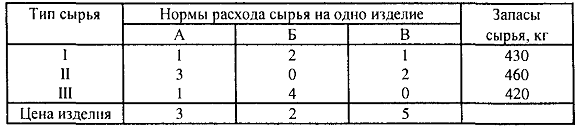 Тип сырья Нормы расхода сырья на одно изделие Запасы
А Б В сырья, кг
I 1 2 1 430
II 3 0 2 460
III 1 4 0 420
Цена изделия 3 2 5